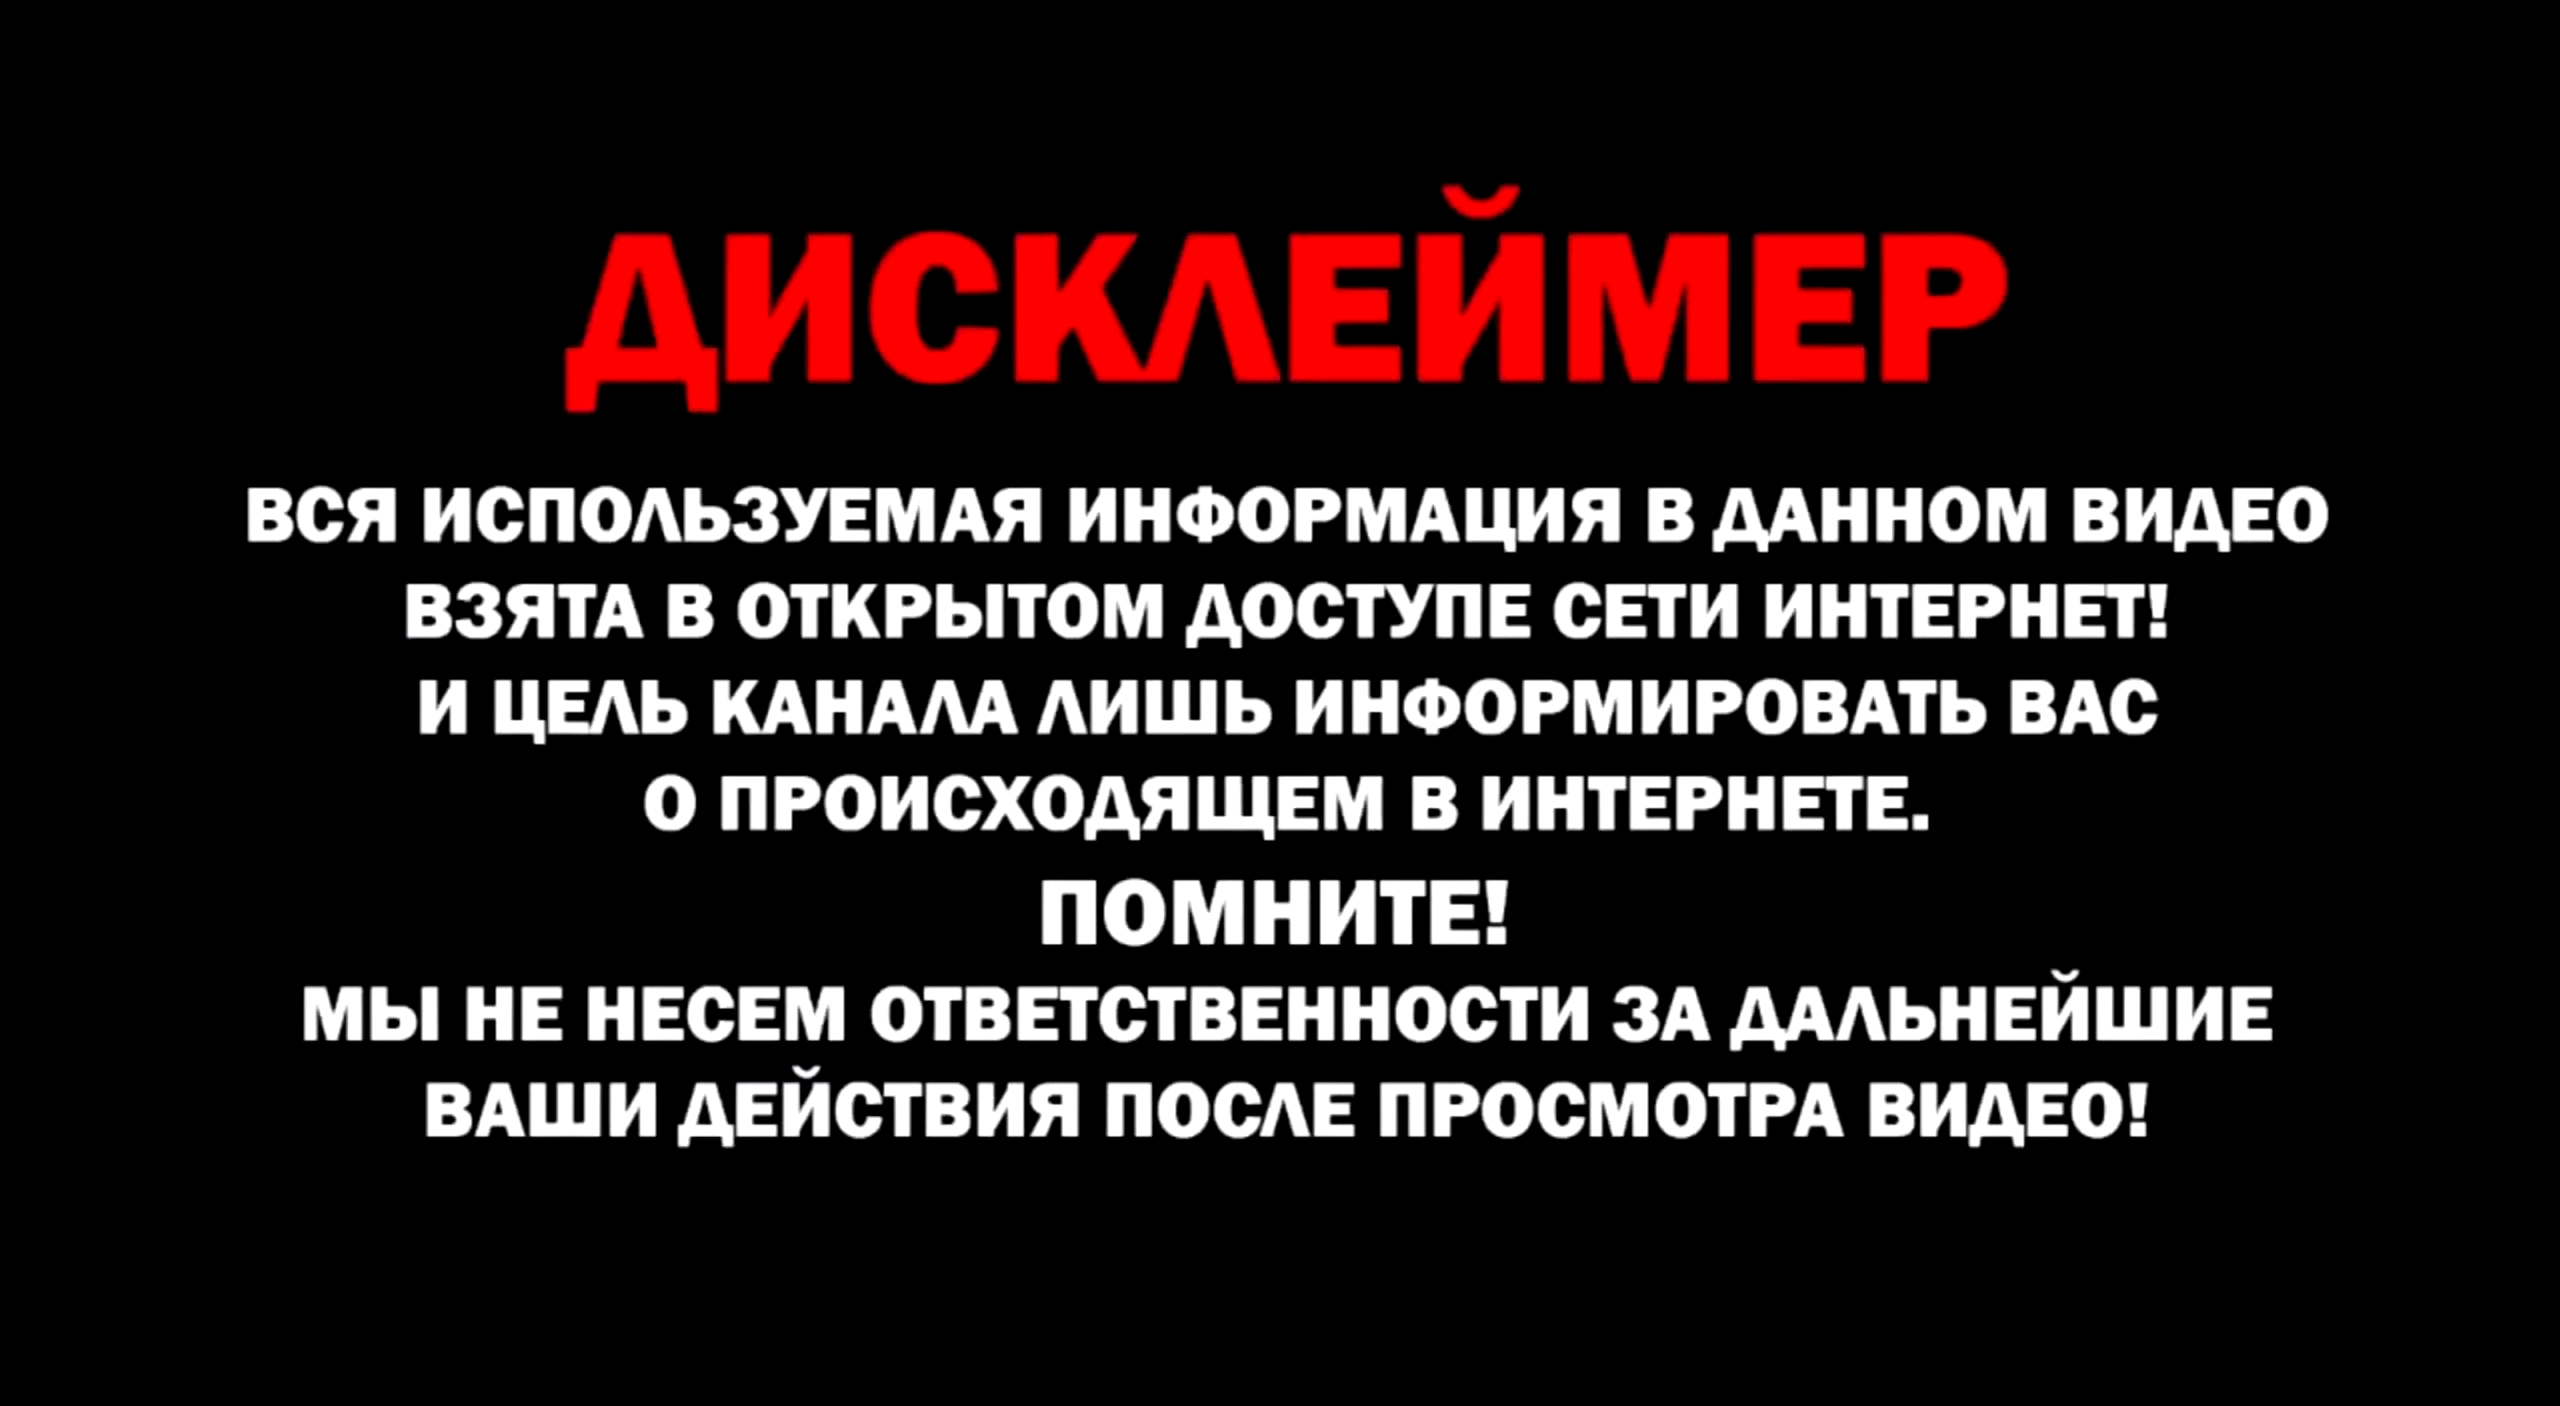 ДИСКЛЕЙМЕР
ВСЯ ИСПОЛЬЗУЕМАЯ ИНФОРМАЦИЯ В ДАННОМ ВИДЕО
ВЗЯТА В ОТКРЫТОМ ДОСТУПЕ СЕТИ ИНТЕРНЕТ!
И ЦЕЛЬ КАНАЛА ЛИШЬ ИНФОРМИРОВАТЬ ВАС
О ПРОИСХОДЯЩЕМ В ИНТЕРНЕТЕ.
ПОМНИТЕ!
МЫ НЕ НЕСЕМ ОТВЕТСТВЕННОСТИ ЗА ДАЛЬНЕЙШИЕ
ВАШИ ДЕЙСТВИЯ ПОСЛЕ ПРОСМОТРА ВИДЕО!